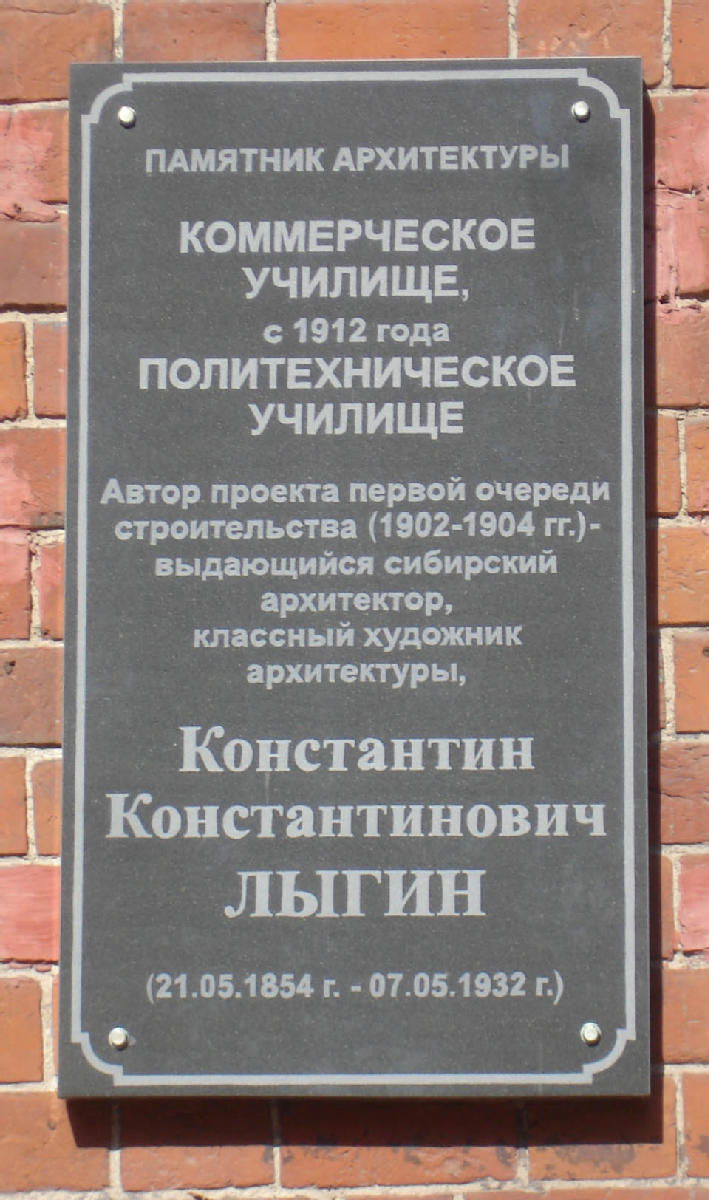 ПАМЯТНИК АРХИТЕКТУРЫ
КОММЕРЧЕСКОЕ
УЧИЛИЩЕ,
с 1912 года
ПОЛИТЕХНИЧЕСКОЕ
УЧИЛИЩЕ
Автор проекта первой очереди
строительства (1902-1904 гг.)-
выдающийся сибирский
архитектор,
классный художник
архитектуры,
Константин
Константинович
ЛЫГИН
(21.05.1854 г. - 07.05.1932 г.)